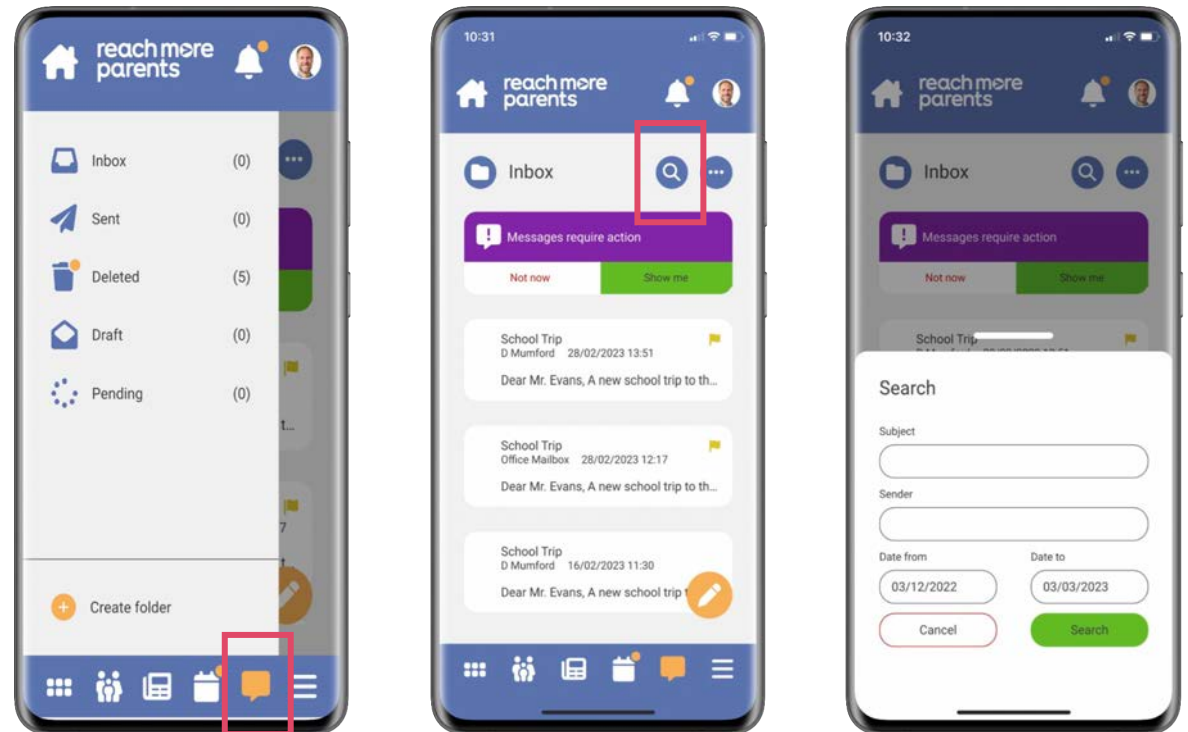 reach more
parents
Inbox (0)
Sent (0)
Deleted (5)
Draft (0)
Pending (0)
t...
7
Create folder
10:31
reach more
parents
Inbox
Messages require action
Not now Show me
School Trip
D Mumford 28/02/2023 13:51
Dear Mr. Evans, A new school trip to th...
School Trip
Office Mailbox 28/02/2023 12:17
Dear Mr. Evans, A new school trip to th...
School Trip
D Mumford 16/02/2023 11:30
Dear Mr. Evans, A new school trip
10:32
reach more
parents
Inbox
Messages require action
Not now Show me
School Trip
Search
Subject
Sender
Date from Date to
03/12/2022 03/03/2023
Cancel Search